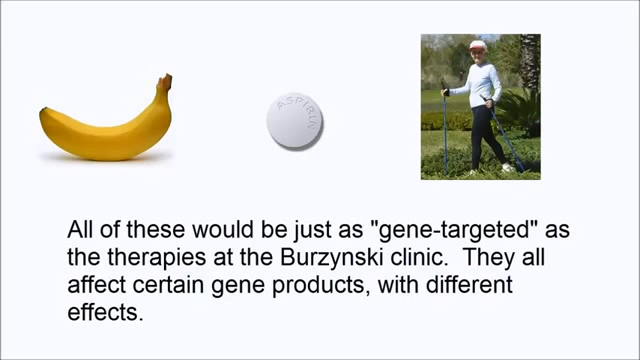 ASPIRIN
All of these would be just as "gene-targeted" as
the therapies at the Burzynski clinic.  They all
affect certain gene products, with different
effects.